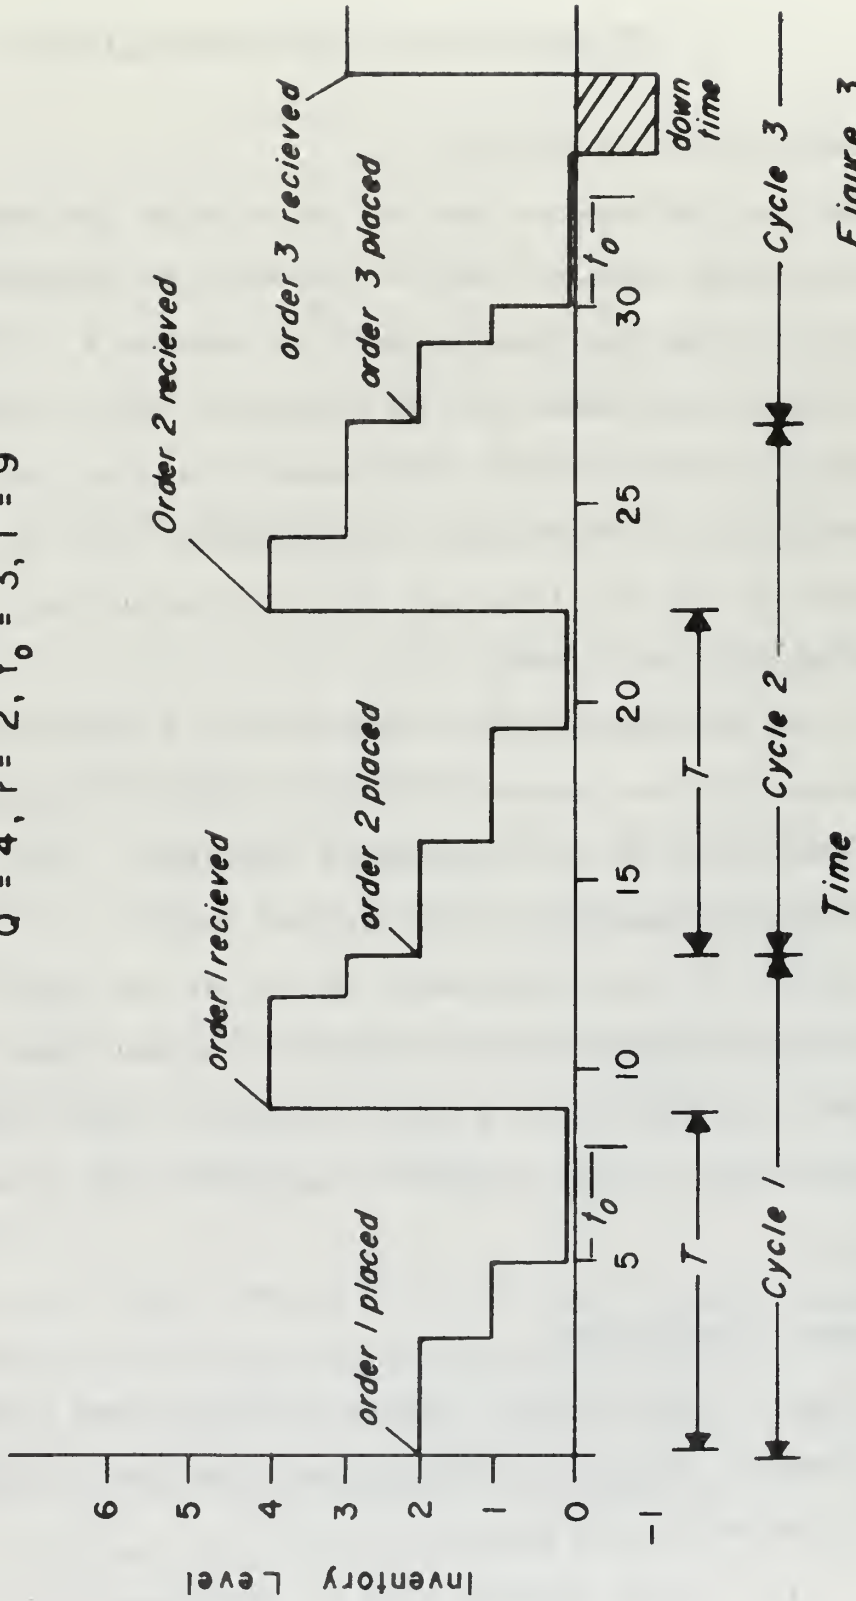 Q = 4, r = 2, t₀ = 3, T = 9
Order 2 recieved
order 1 recieved
order 3 recieved
order 1 placed
order 2 placed
order 3 placed
Inventory Level
6
5
4
3
2
1
0
-1
5
10
15
20
25
30
t₀
t₀
down
time
T
T
Cycle 1
Cycle 2
Cycle 3
Time
Figure 3